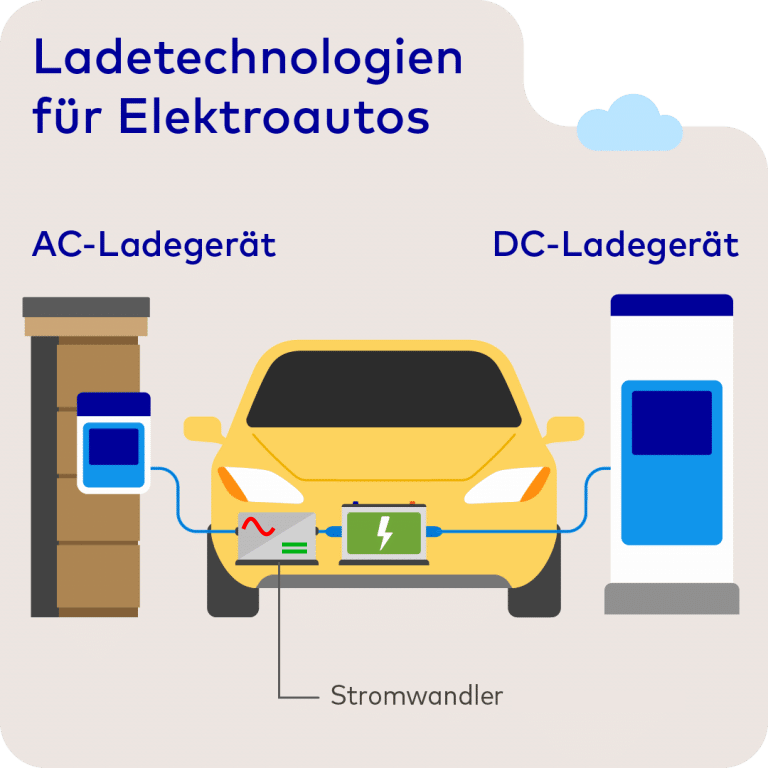 Ladetechnologien
für Elektroautos
AC-Ladegerät
DC-Ladegerät
Stromwandler